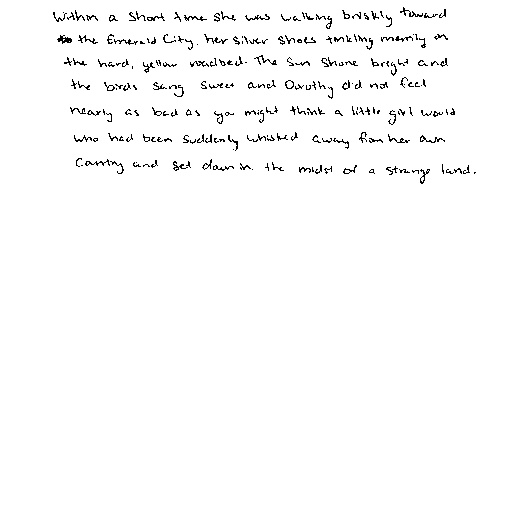 Within a short time she was walking briskly toward
the Emerald City, her Silver Shoes tinkling merrily on
the hard, yellow roadbed. The sun shone bright and
the birds sang sweet and Dorothy did not feel
nearly as bad as you might think a little girl would
who had been suddenly whisked away from her own
country and set down in the midst of a strange land.